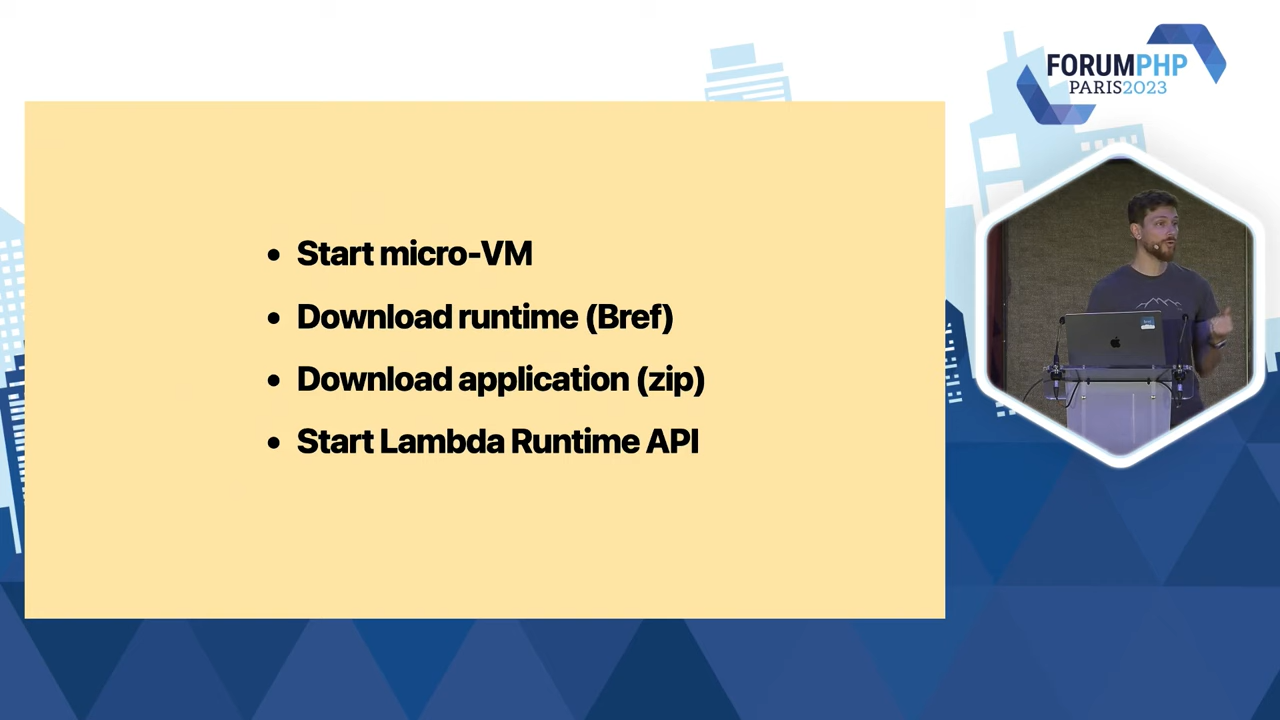 FORUMPHP
PARIS2023
• Start micro-VM
• Download runtime (Bref)
• Download application (zip)
• Start Lambda Runtime API